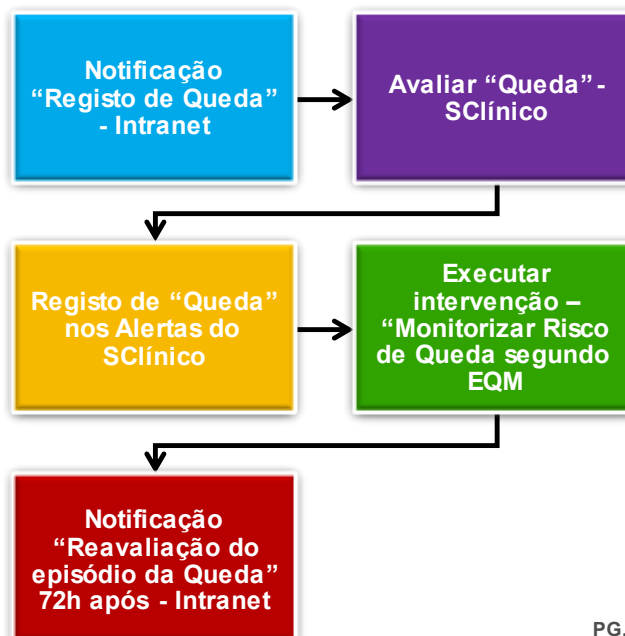 Notificação
“Registo de Queda”
- Intranet
Avaliar “Queda” -
SClínico
Registo de “Queda”
nos Alertas do
SClínico
Executar
intervenção –
“Monitorizar Risco
de Queda segundo
EQM
Notificação
“Reavaliação do
episódio da Queda”
72h após - Intranet
PG.